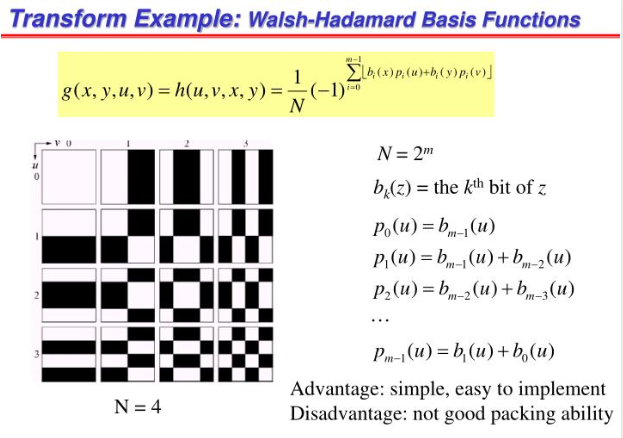 Transform Example: Walsh-Hadamard Basis Functions
g(x, y,u,v) = h(u,v,x, y) = \frac{1}{N}(-1)^{\sum_{i=0}^{m-1}⌊b_i(x)p_i(u)+b_i(y)p_i(v)⌋}
v 0 1 2 3
u
0
1
2
3
N = 4
N = 2^m
b_k(z) = the k^th bit of z
p_0(u) = b_{m-1}(u)
p_1(u) = b_{m-1}(u) + b_{m-2}(u)
p_2(u) = b_{m-2}(u) + b_{m-3}(u)
...
p_{m-1}(u) = b_1(u) + b_0(u)
Advantage: simple, easy to implement
Disadvantage: not good packing ability